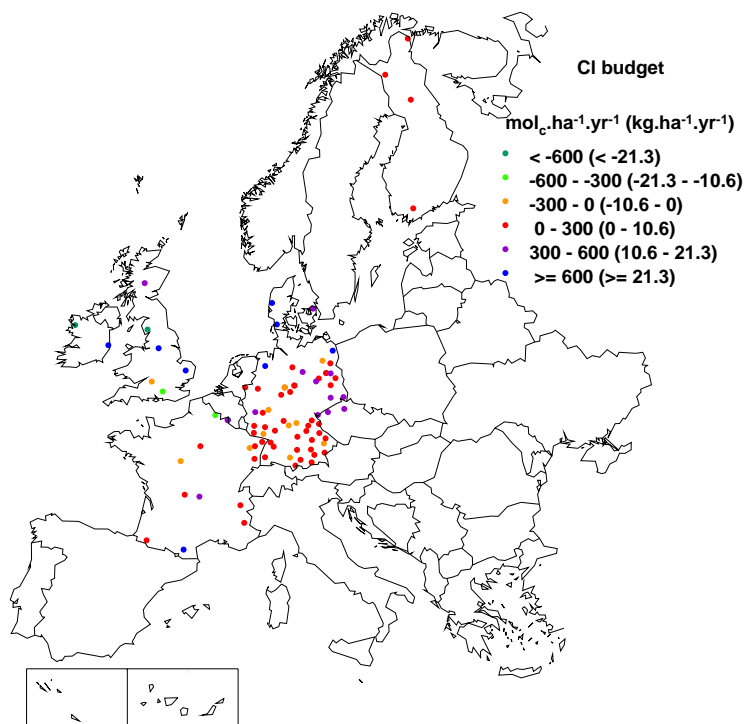 Cl budget
mol_c.ha⁻¹.yr⁻¹ (kg.ha⁻¹.yr⁻¹)
< -600 (< -21.3)
-600 - -300 (-21.3 - -10.6)
-300 - 0 (-10.6 - 0)
0 - 300 (0 - 10.6)
300 - 600 (10.6 - 21.3)
>= 600 (>= 21.3)